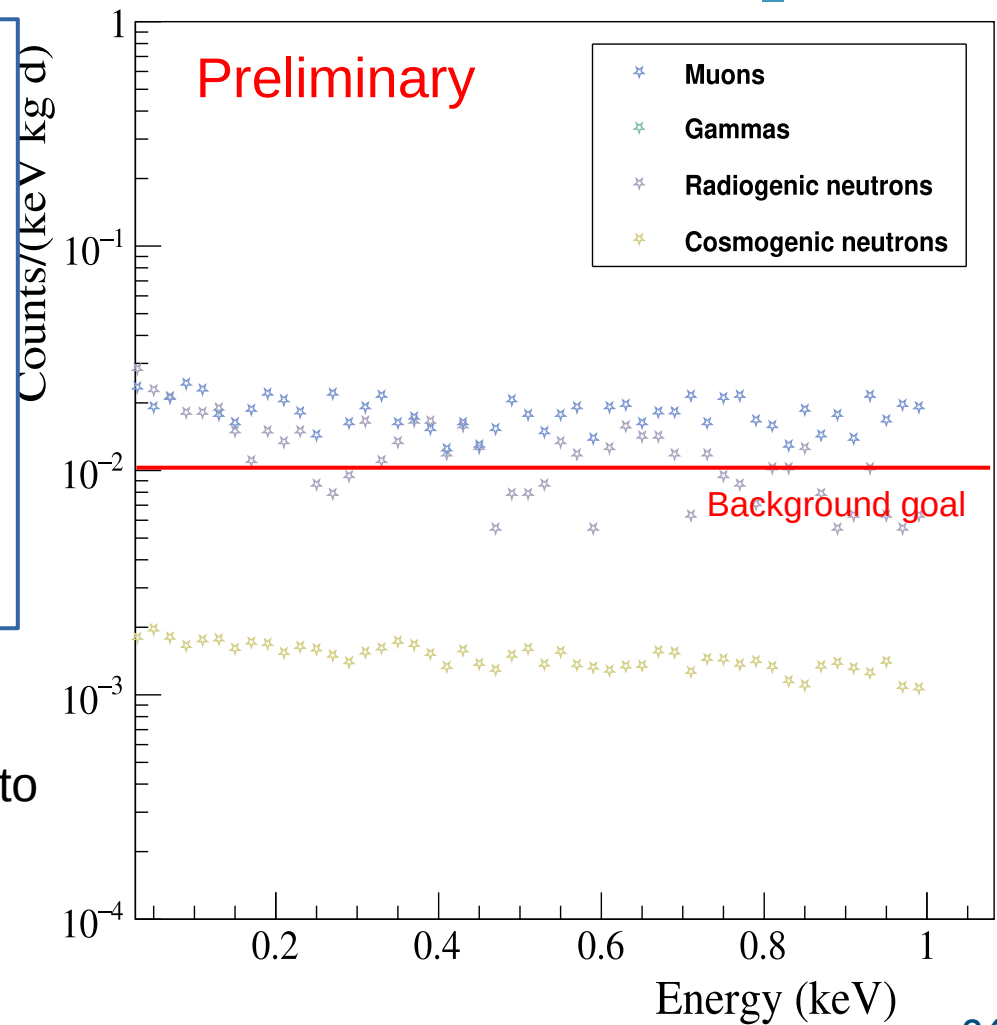 Preliminary
Muons
Gammas
Radiogenic neutrons
Cosmogenic neutrons
Counts/(keV kg d)
1
10⁻¹
10⁻²
10⁻³
10⁻⁴
Background goal
to
0.2 0.4 0.6 0.8 1
Energy (keV)